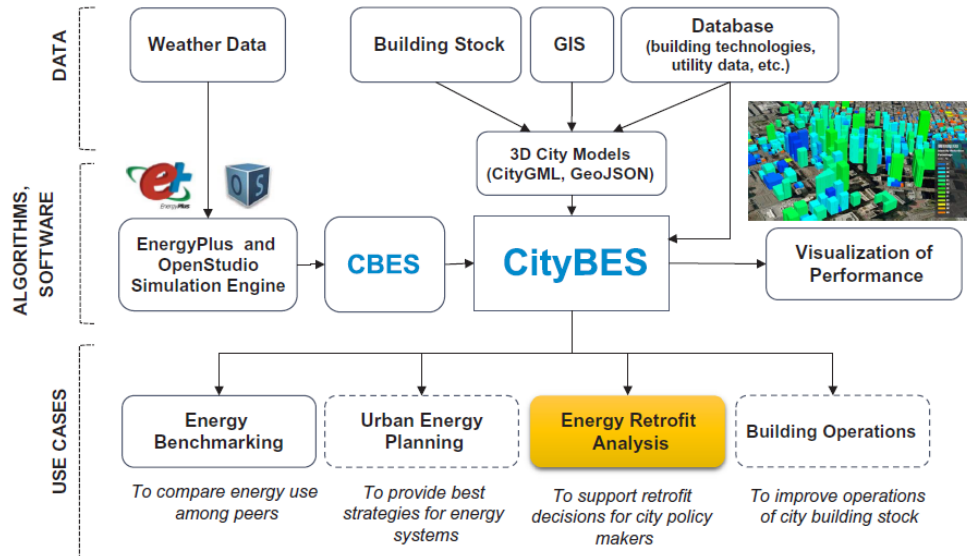 DATA
Weather Data
Building Stock
GIS
Database
(building technologies,
utility data, etc.)
3D City Models
(CityGML, GeoJSON)
ALGORITHMS,
SOFTWARE
et
EnergyPlus
OS
EnergyPlus and
OpenStudio
Simulation Engine
CBES
CityBES
Visualization of
Performance
USE CASES
Energy
Benchmarking
Urban Energy
Planning
Energy Retrofit
Analysis
Building Operations
To compare energy use
among peers
To provide best
strategies for energy
systems
To support retrofit
decisions for city policy
makers
To improve operations
of city building stock